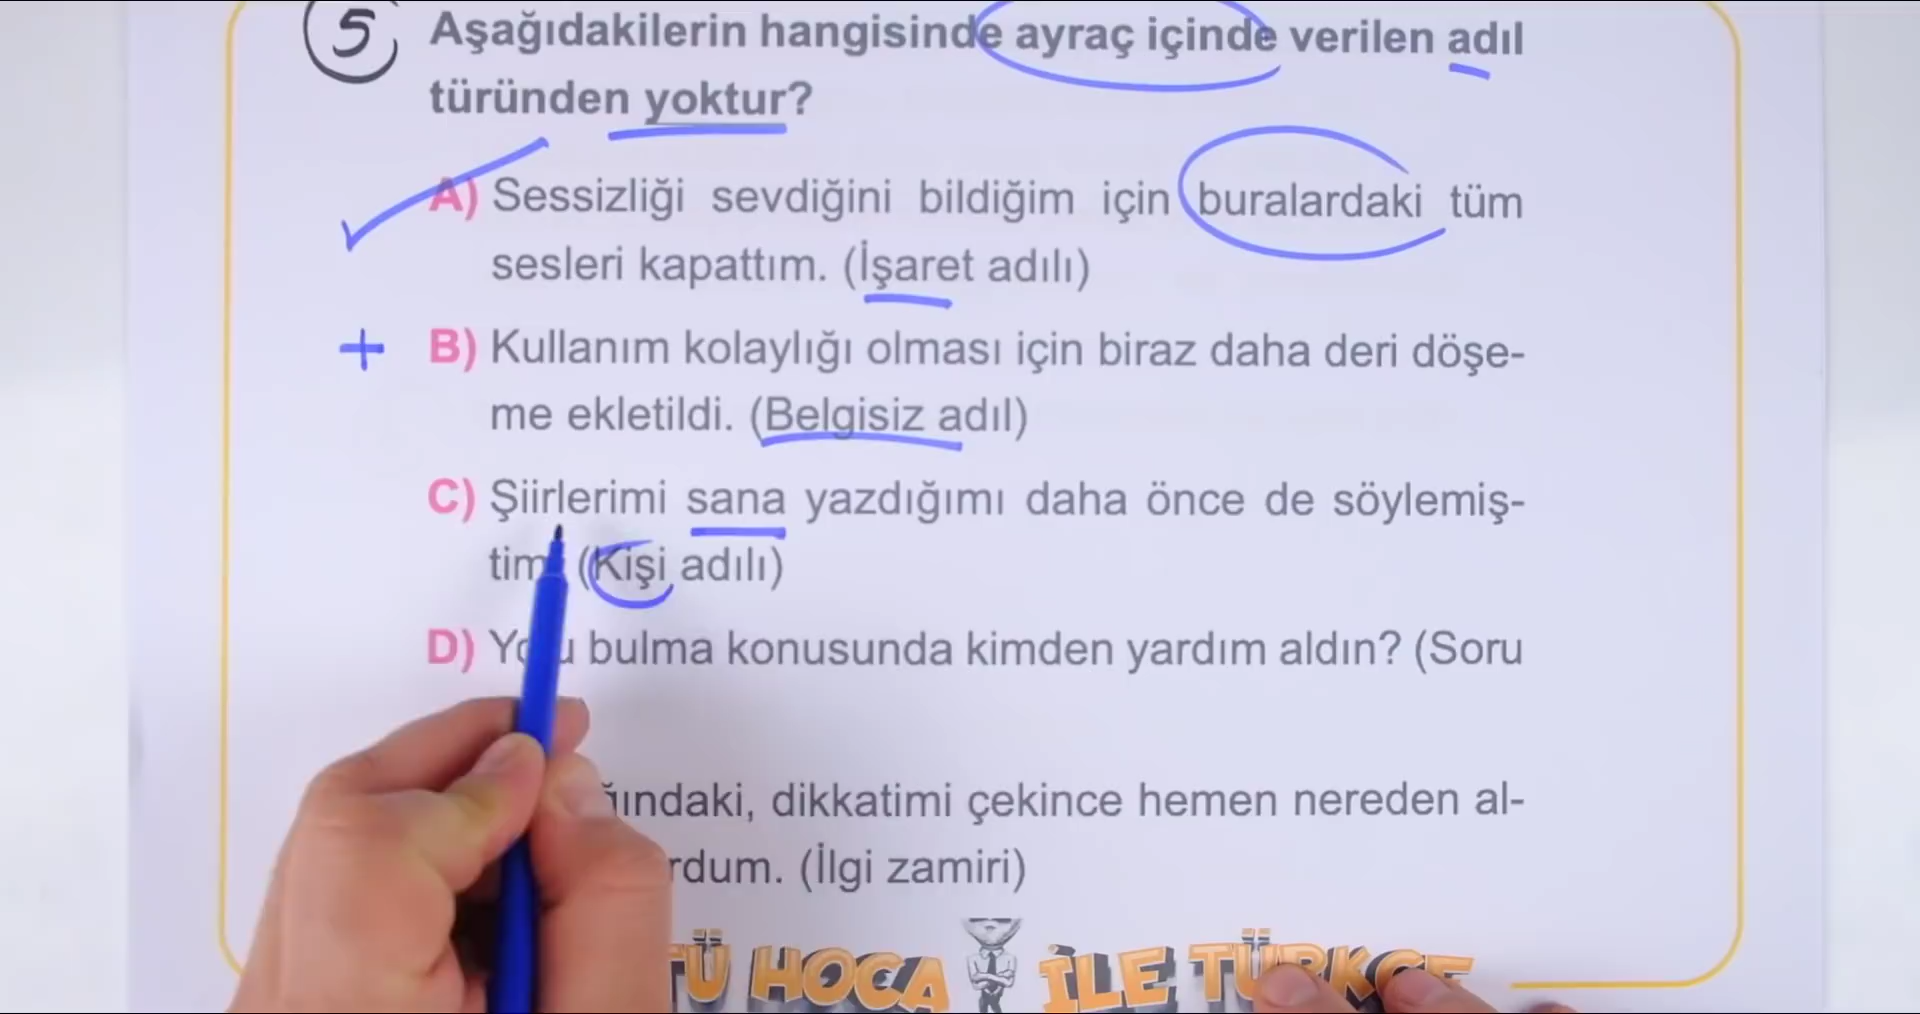 5 Aşağıdakilerin hangisinde ayraç içinde verilen adıl
türünden yoktur?
A) Sessizliği sevdiğini bildiğim için buralardaki tüm
sesleri kapattım. (İşaret adılı)
B) Kullanım kolaylığı olması için biraz daha deri döşe-
me ekletildi. (Belgisiz adıl)
C) Şiirlerimi sana yazdığımı daha önce de söylemiş-
tim (Kişi adılı)
D) bulma konusunda kimden yardım aldın? (Soru
dikkatimi çekince hemen nereden al-
(İlgi zamiri)
HOCA İLE TÜRKÇE